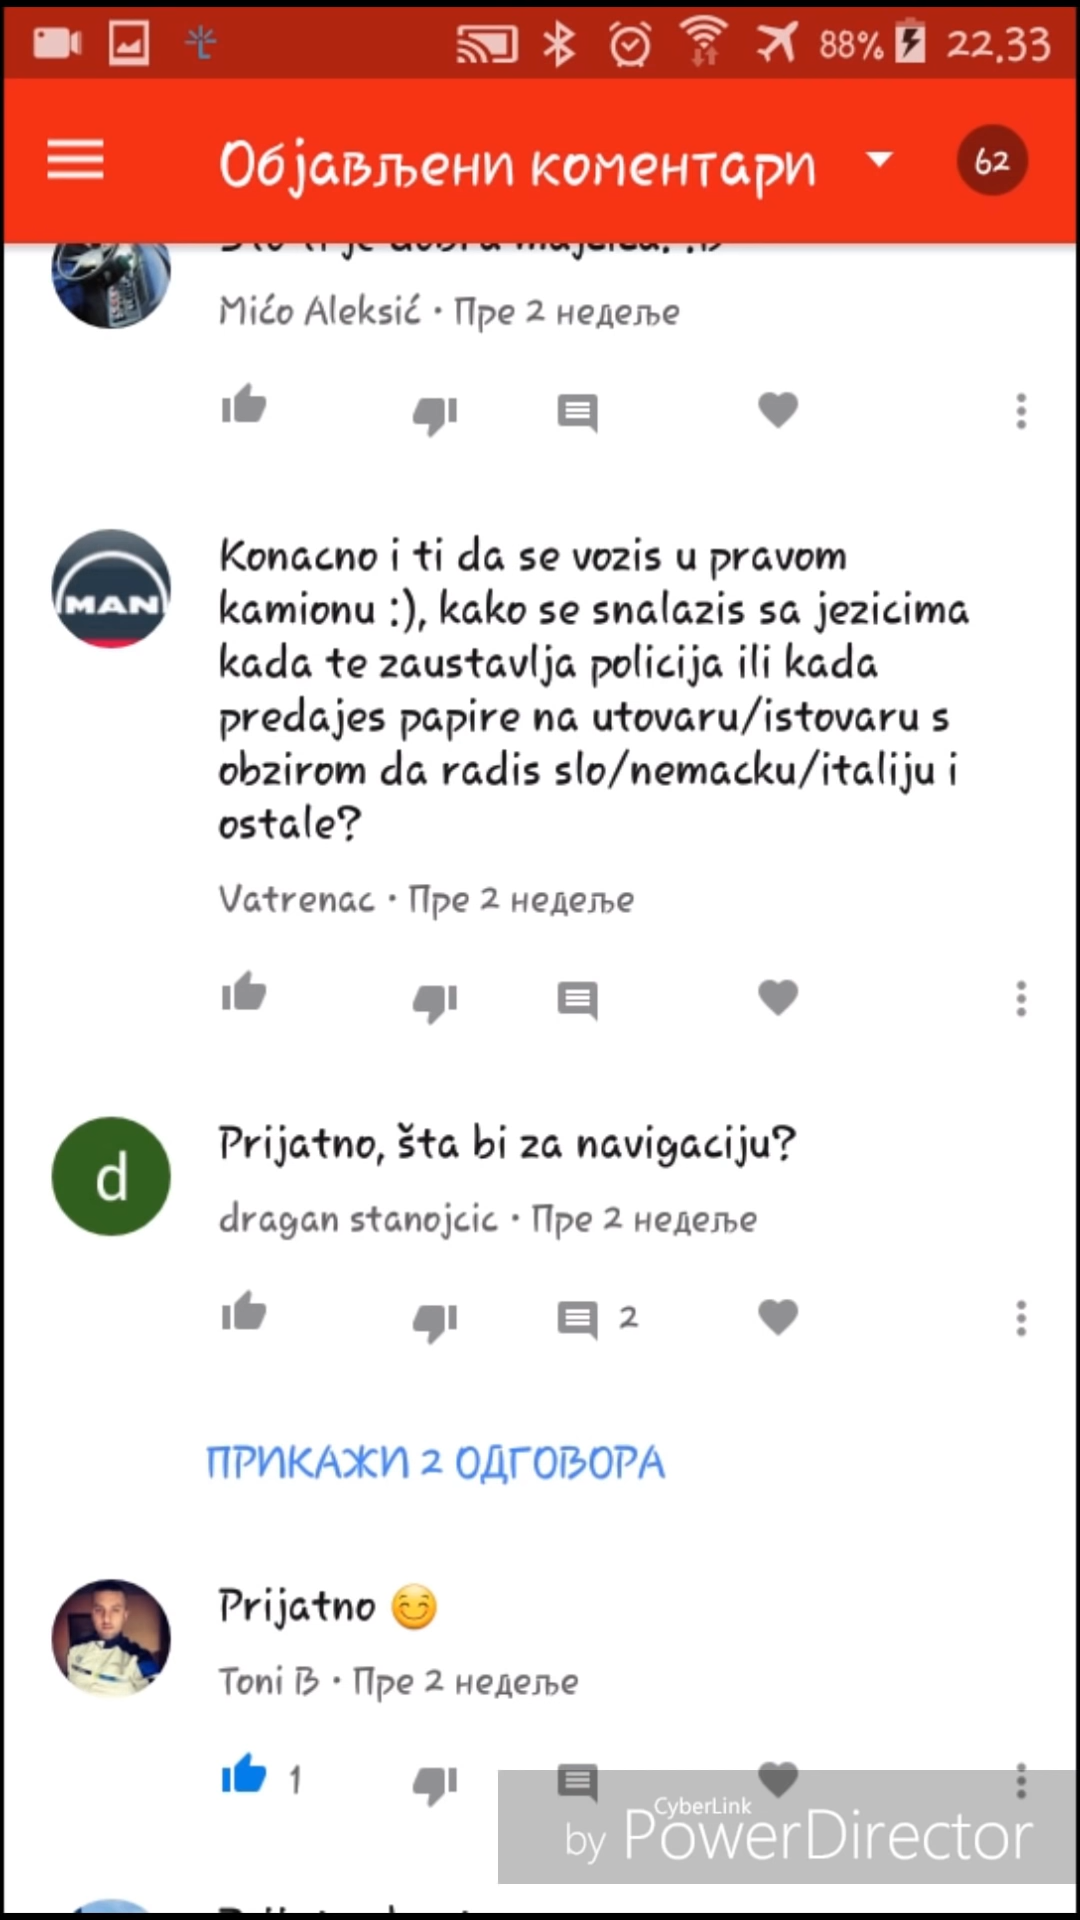 88% 22.33
Објављени коментари
62
Mićo Aleksić · Пре 2 недеље
MAN
Konacno i ti da se vozis u pravom
kamionu :), kako se snalazis sa jezicima
kada te zaustavlja policija ili kada
predajes papire na utovaru/istovaru s
obzirom da radis slo/nemacku/italiju i
ostale?
Vatrenac · Пре 2 недеље
d
Prijatno, šta bi za navigaciju?
dragan stanojcic · Пре 2 недеље
2
ПРИКАЖИ 2 ОДГОВОРА
Prijatno 😊
Toni B · Пре 2 недеље
1
CyberLink
by PowerDirector